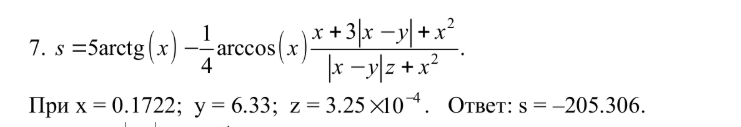 7. s = 5arctg(x) − 1/4 arccos(x) (x + 3|x − y| + x²)/(|x − y|z + x²).
При x = 0.1722; y = 6.33; z = 3.25×10⁻⁴. Ответ: s = –205.306.